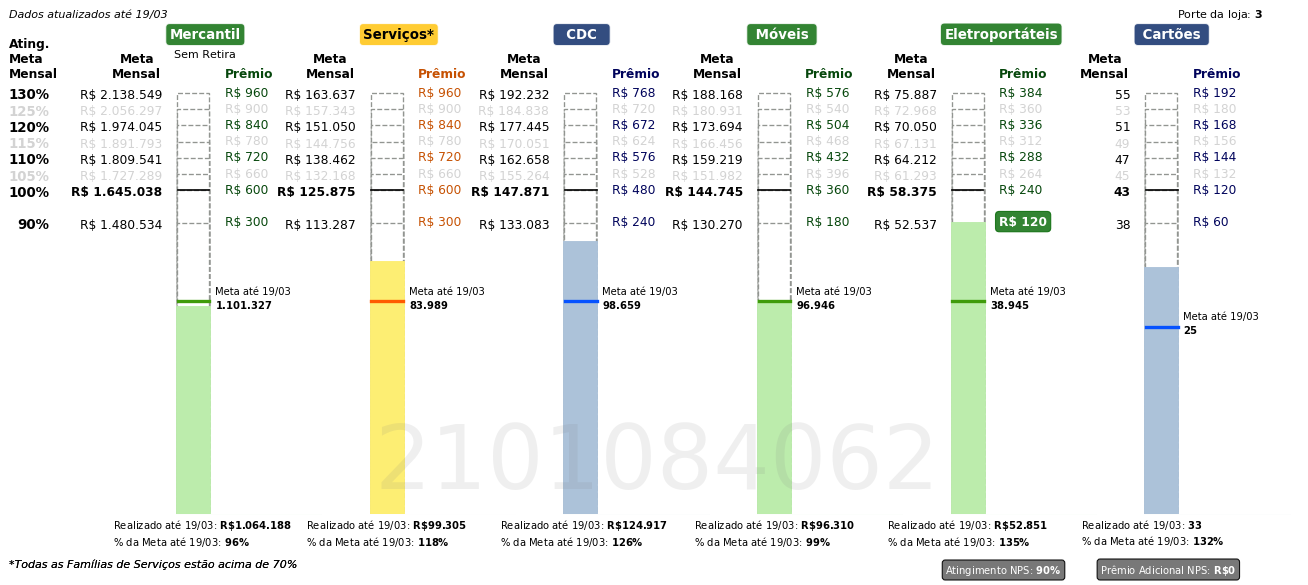 Dados atualizados até 19/03
Porte da loja: 3
Mercantil Serviços* CDC Móveis Eletroportáteis Cartões
Sem Retira
Ating. Meta Mensal
Meta Mensal Prêmio Meta Mensal Prêmio Meta Mensal Prêmio Meta Mensal Prêmio Meta Mensal Prêmio Meta Mensal Prêmio
130% R$ 2.138.549 R$ 960 R$ 163.637 R$ 960 R$ 192.232 R$ 768 R$ 188.168 R$ 576 R$ 75.887 R$ 384 55 R$ 192
125% R$ 2.056.297 R$ 900 R$ 157.343 R$ 900 R$ 184.838 R$ 720 R$ 180.931 R$ 540 R$ 72.968 R$ 360 53 R$ 180
120% R$ 1.974.045 R$ 840 R$ 151.050 R$ 840 R$ 177.445 R$ 672 R$ 173.694 R$ 504 R$ 70.050 R$ 336 51 R$ 168
115% R$ 1.891.793 R$ 780 R$ 144.756 R$ 780 R$ 170.051 R$ 624 R$ 166.456 R$ 468 R$ 67.131 R$ 312 49 R$ 156
110% R$ 1.809.541 R$ 720 R$ 138.462 R$ 720 R$ 162.658 R$ 576 R$ 159.219 R$ 432 R$ 64.212 R$ 288 47 R$ 144
105% R$ 1.727.289 R$ 660 R$ 132.168 R$ 660 R$ 155.264 R$ 528 R$ 151.982 R$ 396 R$ 61.293 R$ 264 45 R$ 132
100% R$ 1.645.038 R$ 600 R$ 125.875 R$ 600 R$ 147.871 R$ 480 R$ 144.745 R$ 360 R$ 58.375 R$ 240 43 R$ 120
90% R$ 1.480.534 R$ 300 R$ 113.287 R$ 300 R$ 133.083 R$ 240 R$ 130.270 R$ 180 R$ 52.537 R$ 120 38 R$ 60
Meta até 19/03 Meta até 19/03 Meta até 19/03 Meta até 19/03 Meta até 19/03
1.101.327 83.989 98.659 96.946 38.945
Meta até 19/03
25
2101084062
Realizado até 19/03: R$1.064.188 Realizado até 19/03: R$99.305 Realizado até 19/03: R$124.917 Realizado até 19/03: R$96.310 Realizado até 19/03: R$52.851 Realizado até 19/03: 33
% da Meta até 19/03: 96% % da Meta até 19/03: 118% % da Meta até 19/03: 126% % da Meta até 19/03: 99% % da Meta até 19/03: 135% % da Meta até 19/03: 132%
*Todas as Famílias de Serviços estão acima de 70%
Atingimento NPS: 90% Prêmio Adicional NPS: R$0